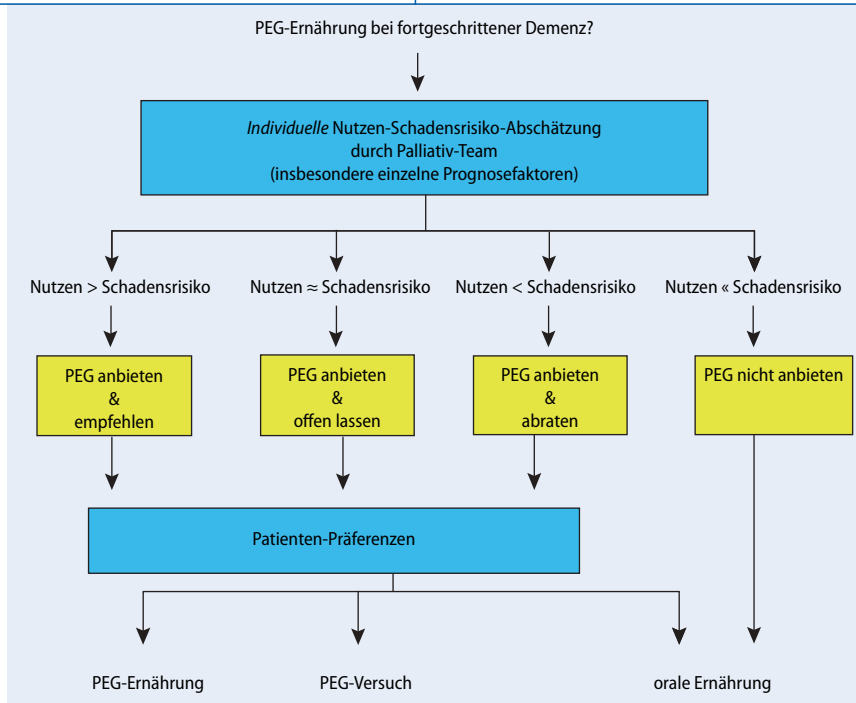 PEG-Ernährung bei fortgeschrittener Demenz?
Individuelle Nutzen-Schadensrisiko-Abschätzung
durch Palliativ-Team
(insbesondere einzelne Prognosefaktoren)
Nutzen > Schadensrisiko
Nutzen ≈ Schadensrisiko
Nutzen < Schadensrisiko
Nutzen « Schadensrisiko
PEG anbieten
&
empfehlen
PEG anbieten
&
offen lassen
PEG anbieten
&
abraten
PEG nicht anbieten
Patienten-Präferenzen
PEG-Ernährung
PEG-Versuch
orale Ernährung